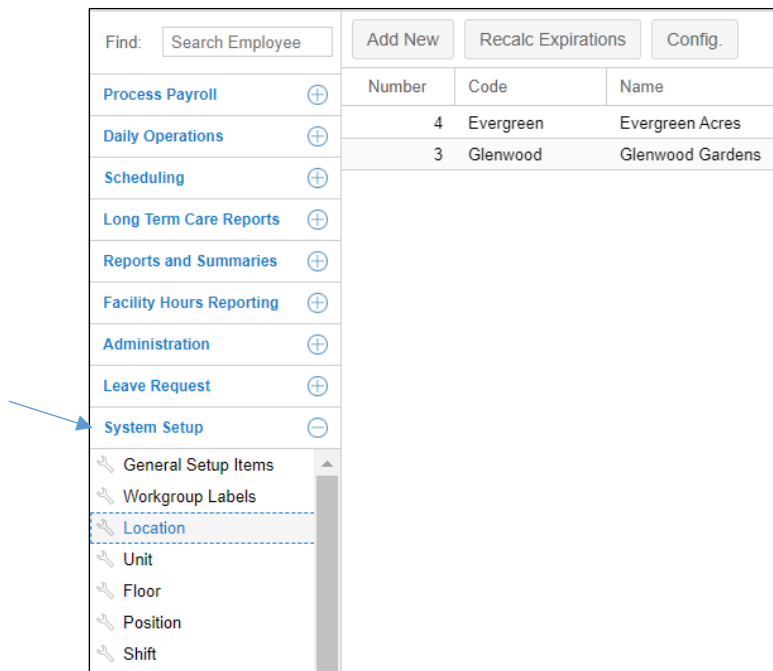 Find: Search Employee
Process Payroll
Daily Operations
Scheduling
Long Term Care Reports
Reports and Summaries
Facility Hours Reporting
Administration
Leave Request
System Setup
General Setup Items
Workgroup Labels
Location
Unit
Floor
Position
Shift
Add New Recalc Expirations Config.
Number Code Name
4 Evergreen Evergreen Acres
3 Glenwood Glenwood Gardens